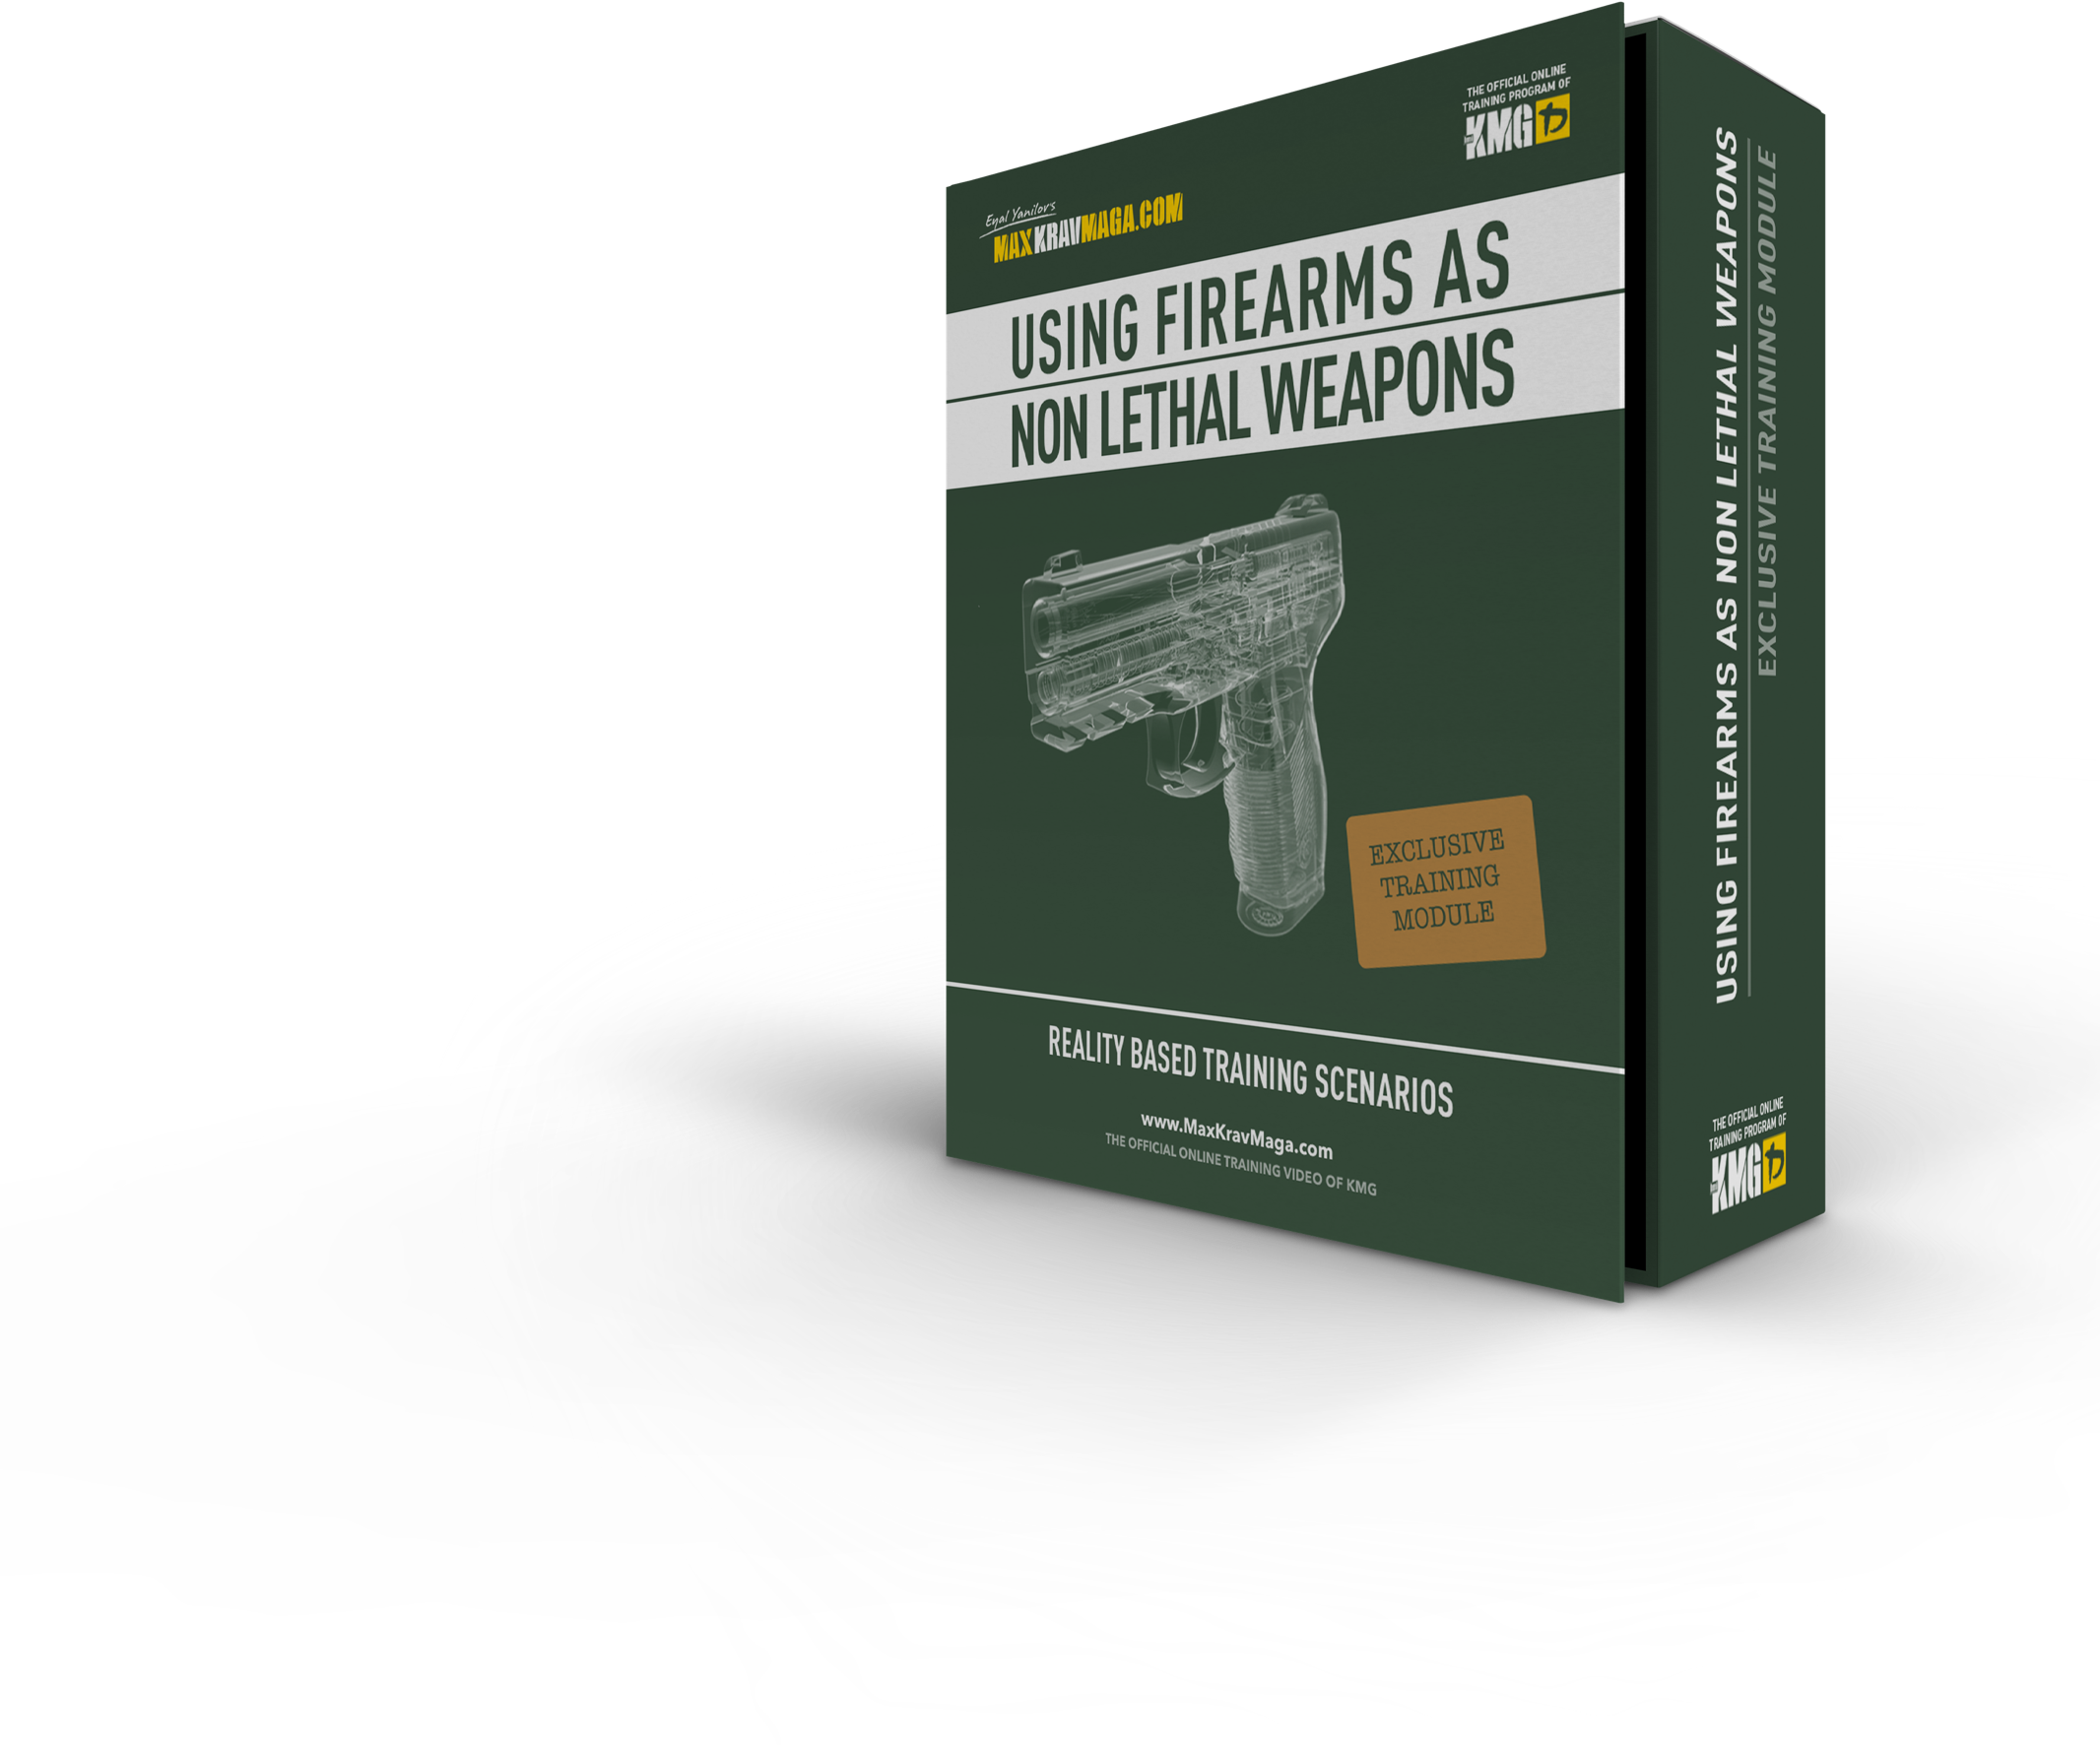 THE OFFICIAL ONLINE
TRAINING PROGRAM OF
KMG
Eyal Yanilov's
MAXKRAVMAGA.COM
USING FIREARMS AS
NON LETHAL WEAPONS
EXCLUSIVE
TRAINING
MODULE
REALITY BASED TRAINING SCENARIOS
www.MaxKravMaga.com
THE OFFICIAL ONLINE TRAINING VIDEO OF KMG
USING FIREARMS AS NON LETHAL WEAPONS
EXCLUSIVE TRAINING MODULE
THE OFFICIAL ONLINE
TRAINING PROGRAM OF
KMG